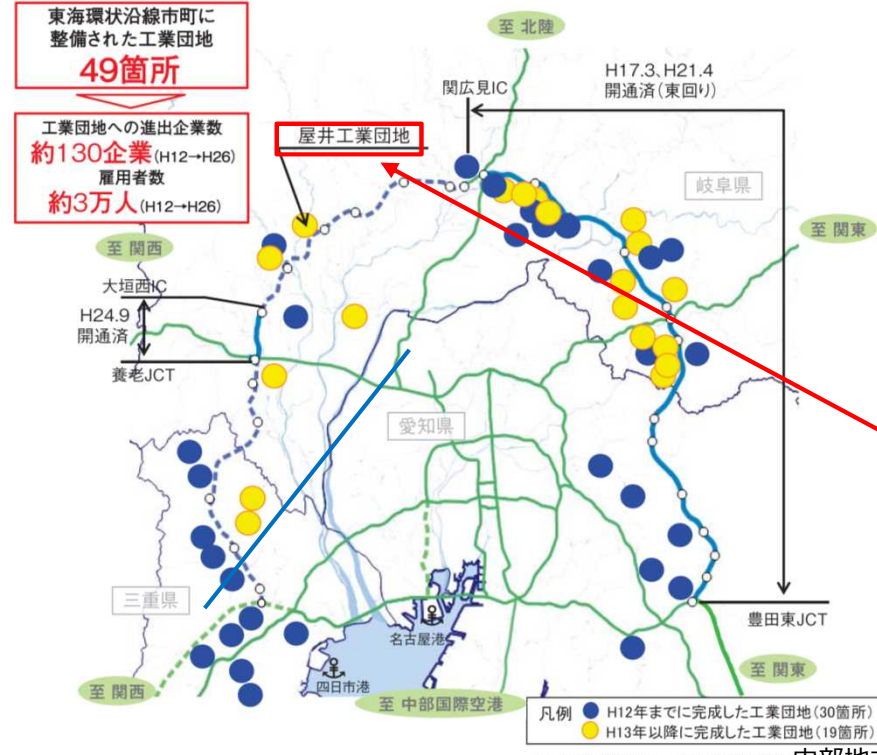 東海環状沿線市町に
整備された工業団地
49箇所
工業団地への進出企業数
約130企業(H12→H26)
雇用者数
約3万人(H12→H26)
至 北陸
関広見IC
H17.3、H21.4
開通済(東回り)
屋井工業団地
岐阜県
至 関東
至 関西
大垣西IC
H24.9
開通済
養老JCT
愛知県
三重県
豊田東JCT
名古屋港
四日市港
至 関東
至 関西
至 中部国際空港
凡例
H12年までに完成した工業団地(30箇所)
H13年以降に完成した工業団地(19箇所)